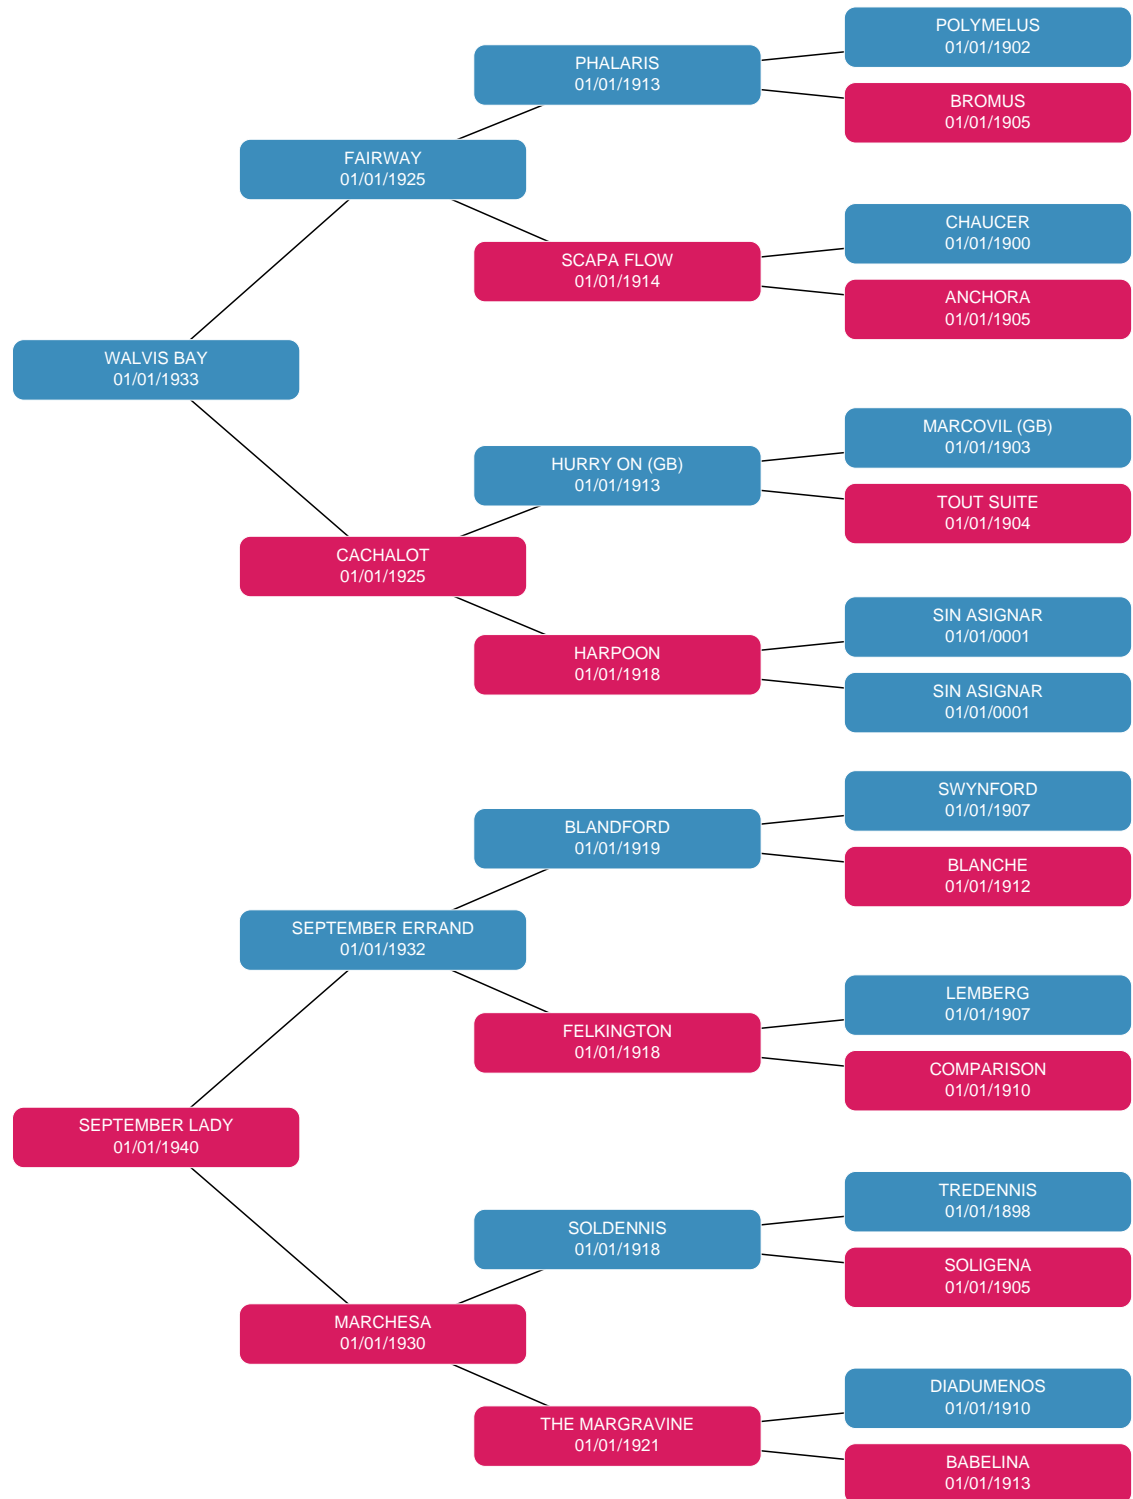 POLYMELUS
01/01/1902
PHALARIS
01/01/1913
BROMUS
01/01/1905
FAIRWAY
01/01/1925
CHAUCER
01/01/1900
SCAPA FLOW
01/01/1914
ANCHORA
01/01/1905
WALVIS BAY
01/01/1933
MARCOVIL (GB)
01/01/1903
HURRY ON (GB)
01/01/1913
TOUT SUITE
01/01/1904
CACHALOT
01/01/1925
SIN ASIGNAR
01/01/0001
HARPOON
01/01/1918
SIN ASIGNAR
01/01/0001
SWYNFORD
01/01/1907
BLANDFORD
01/01/1919
BLANCHE
01/01/1912
SEPTEMBER ERRAND
01/01/1932
LEMBERG
01/01/1907
FELKINGTON
01/01/1918
COMPARISON
01/01/1910
SEPTEMBER LADY
01/01/1940
TREDENNIS
01/01/1898
SOLDENNIS
01/01/1918
SOLIGENA
01/01/1905
MARCHESA
01/01/1930
DIADUMENOS
01/01/1910
THE MARGRAVINE
01/01/1921
BABELINA
01/01/1913